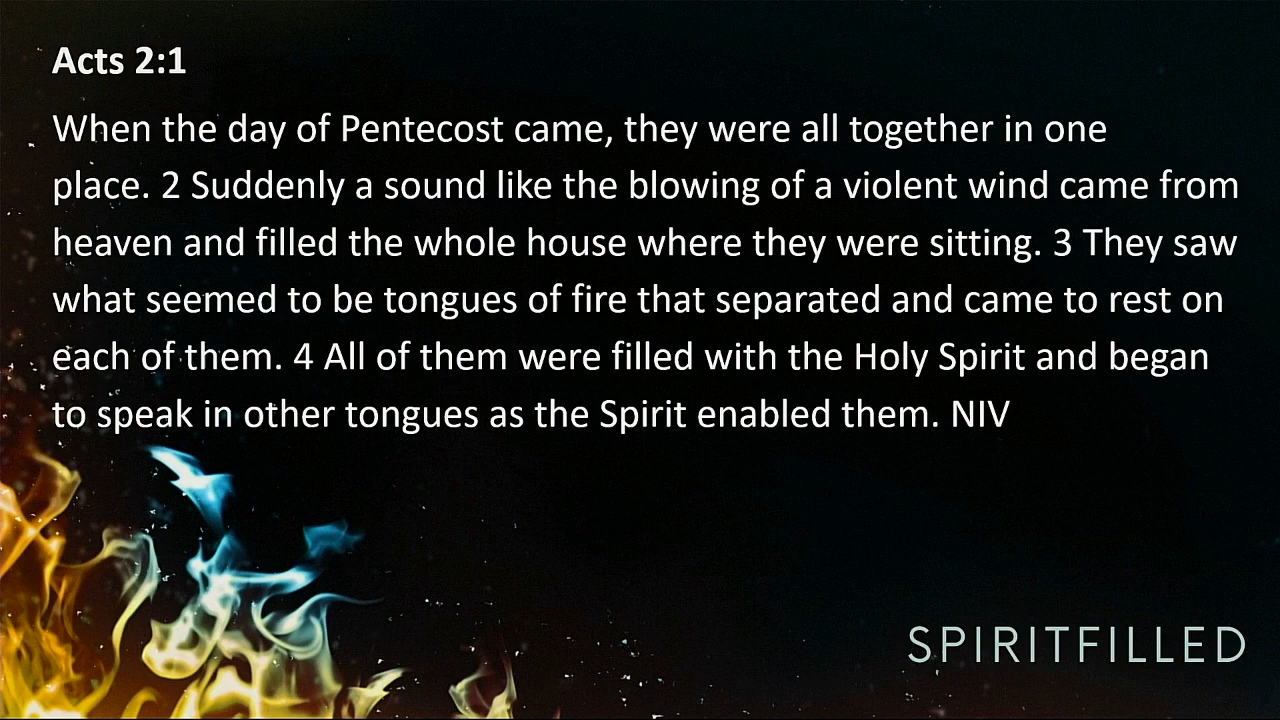 Acts 2:1
When the day of Pentecost came, they were all together in one
place. 2 Suddenly a sound like the blowing of a violent wind came from
heaven and filled the whole house where they were sitting. 3 They saw
what seemed to be tongues of fire that separated and came to rest on
each of them. 4 All of them were filled with the Holy Spirit and began
to speak in other tongues as the Spirit enabled them. NIV
SPIRITFILLED